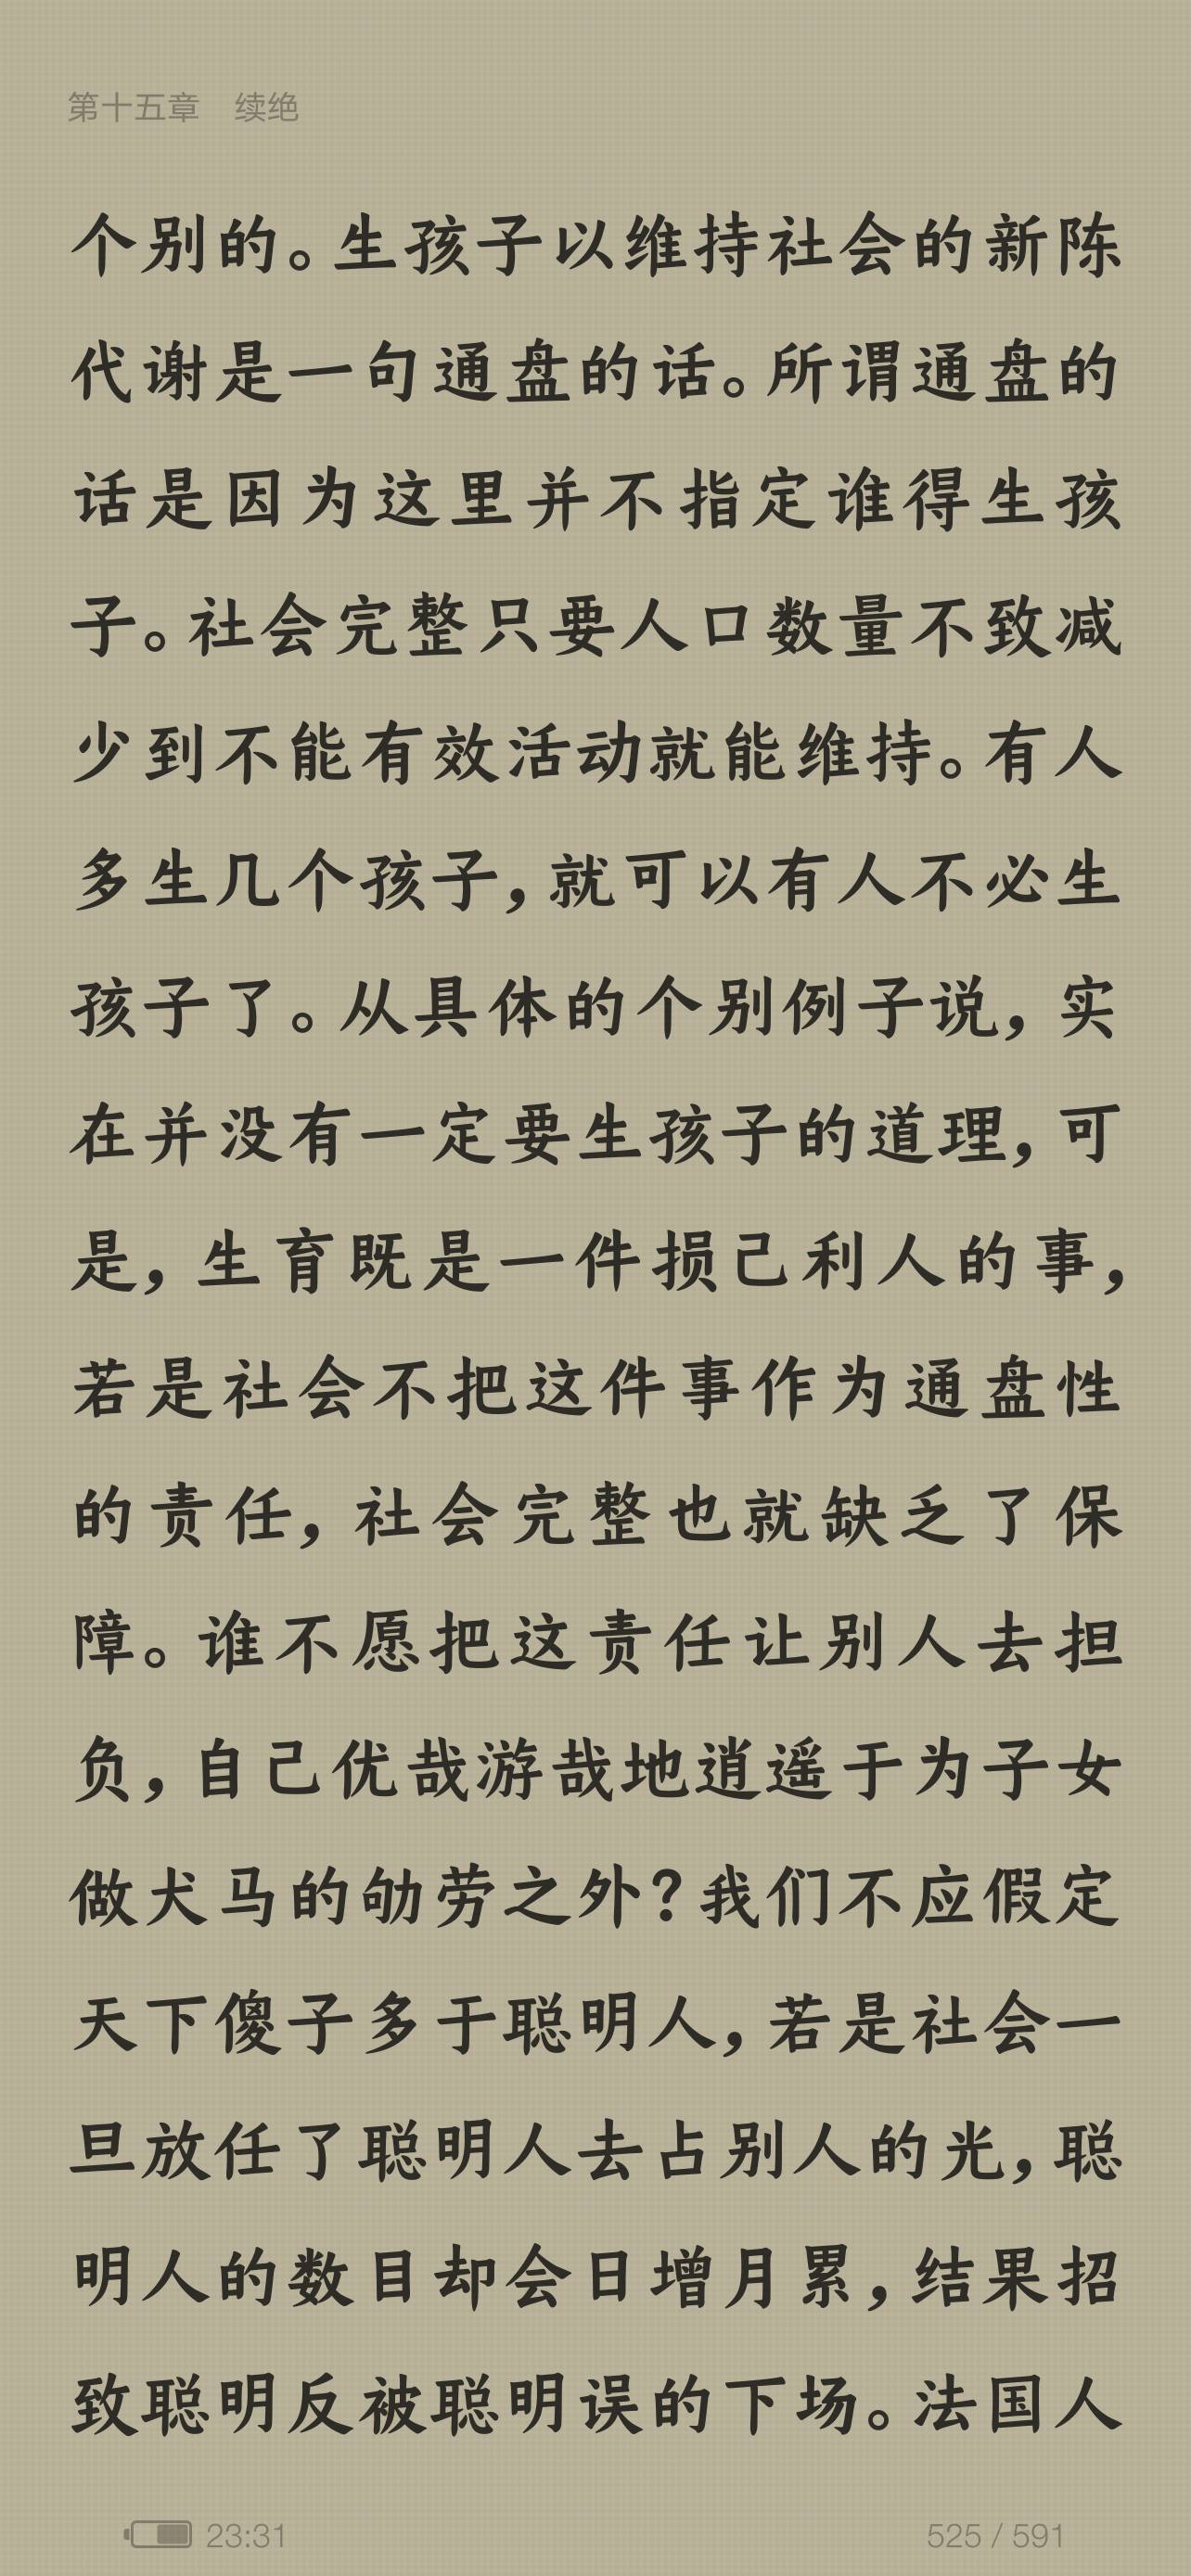 第十五章　续绝
个别的。生孩子以维持社会的新陈
代谢是一句通盘的话。所谓通盘的
话是因为这里并不指定谁得生孩
子。社会完整只要人口数量不致减
少到不能有效活动就能维持。有人
多生几个孩子，就可以有人不必生
孩子了。从具体的个别例子说，实
在并没有一定要生孩子的道理，可
是，生育既是一件损己利人的事，
若是社会不把这件事作为通盘性
的责任，社会完整也就缺乏了保
障。谁不愿把这责任让别人去担
负，自己优哉游哉地逍遥于为子女
做犬马的劬劳之外？我们不应假定
天下傻子多于聪明人，若是社会一
旦放任了聪明人去占别人的光，聪
明人的数目却会日增月累，结果招
致聪明反被聪明误的下场。法国人
23:31
525 / 591